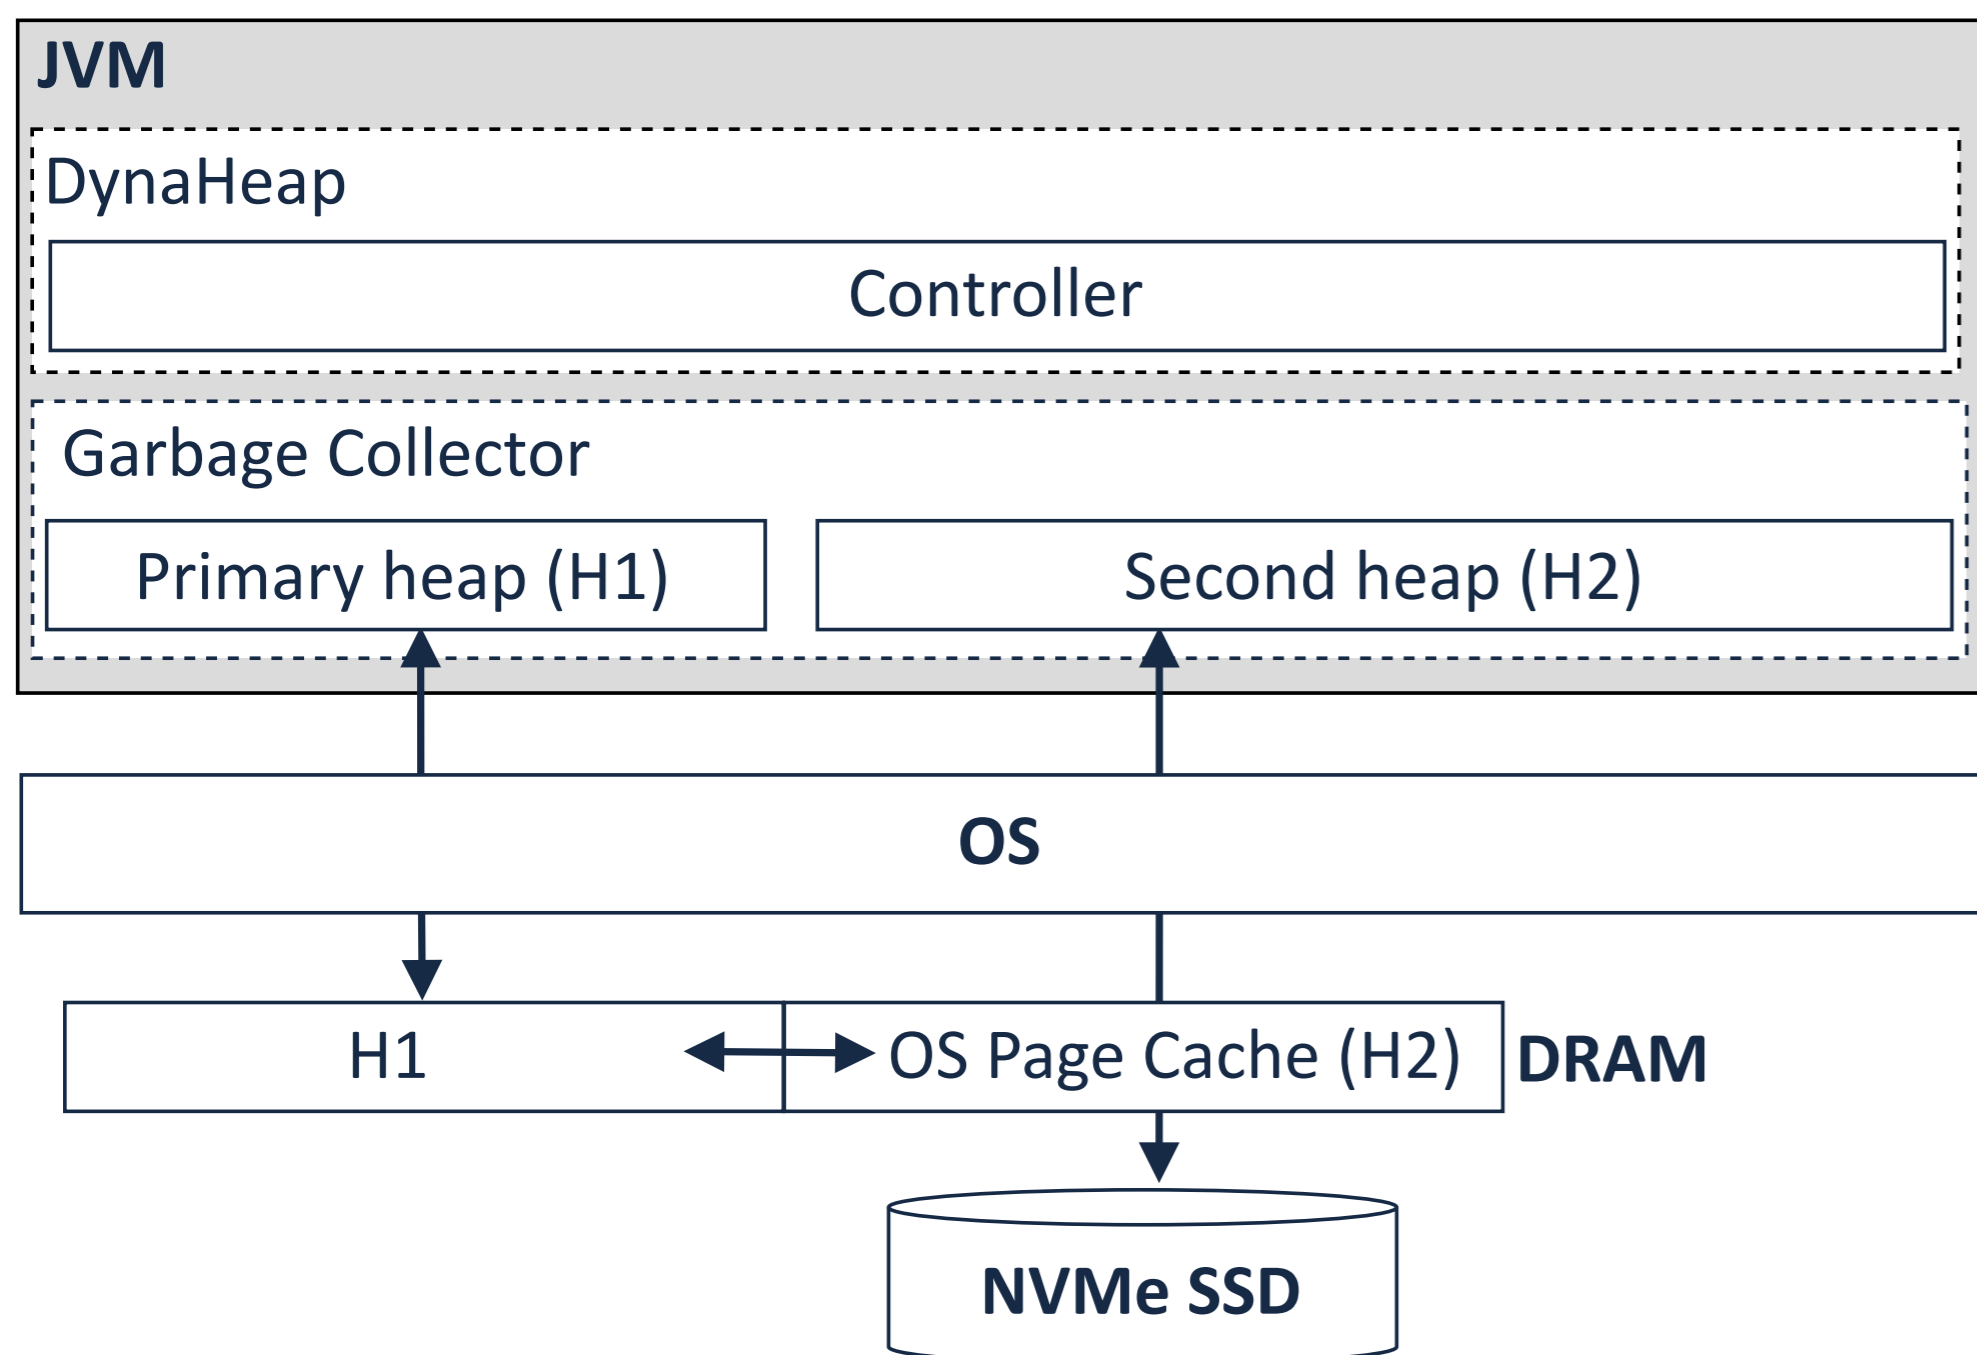 JVM
DynaHeap
Controller
Garbage Collector
Primary heap (H1)
Second heap (H2)
OS
H1
OS Page Cache (H2)
DRAM
NVMe SSD